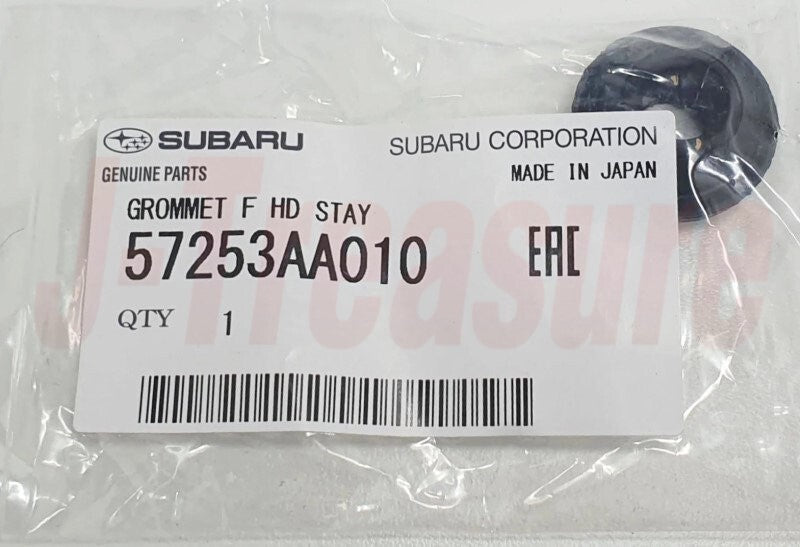 SUBARU
SUBARU CORPORATION
GENUINE PARTS
MADE IN JAPAN
GROMMET F HD STAY
57253AA010
EAC
QTY 1
J-Treasure